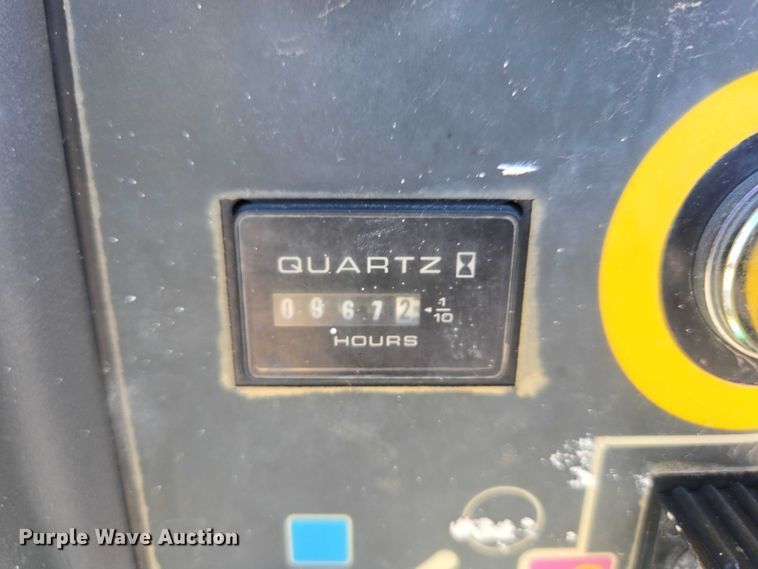 QUARTZ
09672 1/10
HOURS
Purple Wave Auction